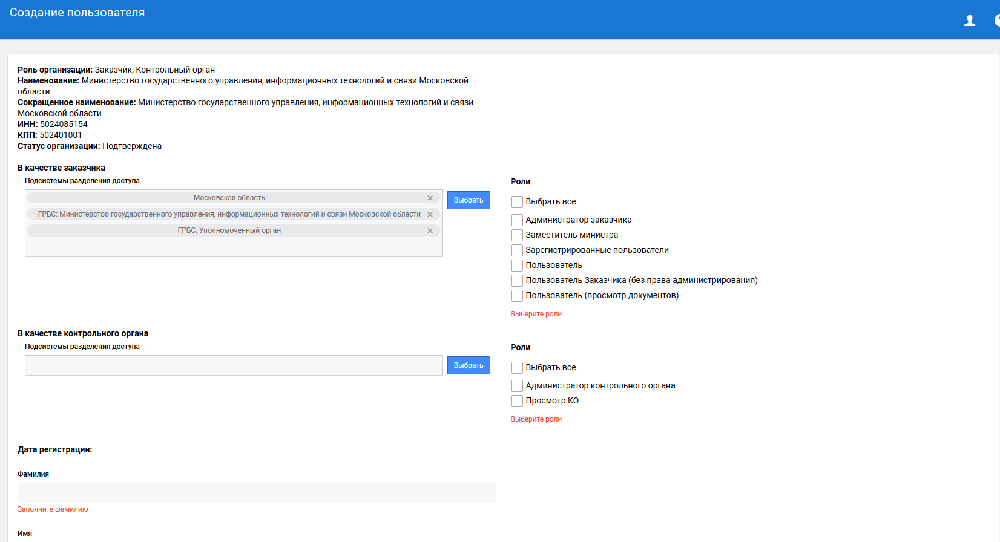 Создание пользователя
Роль организации: Заказчик, Контрольный орган
Наименование: Министерство государственного управления, информационных технологий и связи Московской
области
Сокращенное наименование: Министерство государственного управления, информационных технологий и связи
Московской области
ИНН: 5024085154
КПП: 502401001
Статус организации: Подтверждена
В качестве заказчика
Подсистемы разделения доступа
Московская область
ГРБС: Министерство государственного управления, информационных технологий и связи Московской области
ГРБС: Уполномоченный орган
Выбрать
Роли
Выбрать все
Администратор заказчика
Заместитель министра
Зарегистрированные пользователи
Пользователь
Пользователь Заказчика (без права администрирования)
Пользователь (просмотр документов)
Выберите роли
В качестве контрольного органа
Подсистемы разделения доступа
Выбрать
Роли
Выбрать все
Администратор контрольного органа
Просмотр КО
Выберите роли
Дата регистрации:
Фамилия
Заполните фамилию
Имя